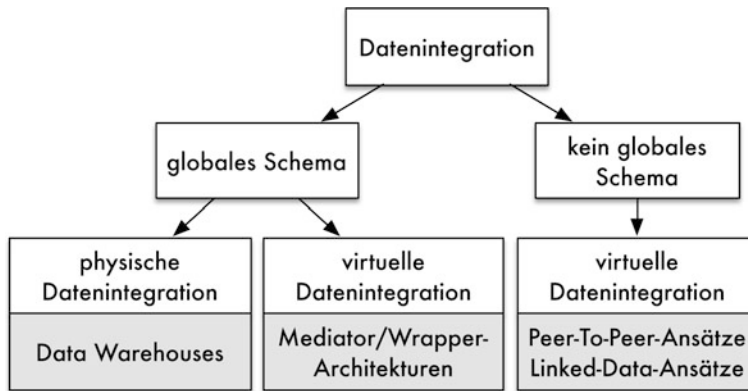 Datenintegration
globales Schema
kein globales
Schema
physische
Datenintegration
Data Warehouses
virtuelle
Datenintegration
Mediator/Wrapper-
Architekturen
virtuelle
Datenintegration
Peer-To-Peer-Ansätze
Linked-Data-Ansätze